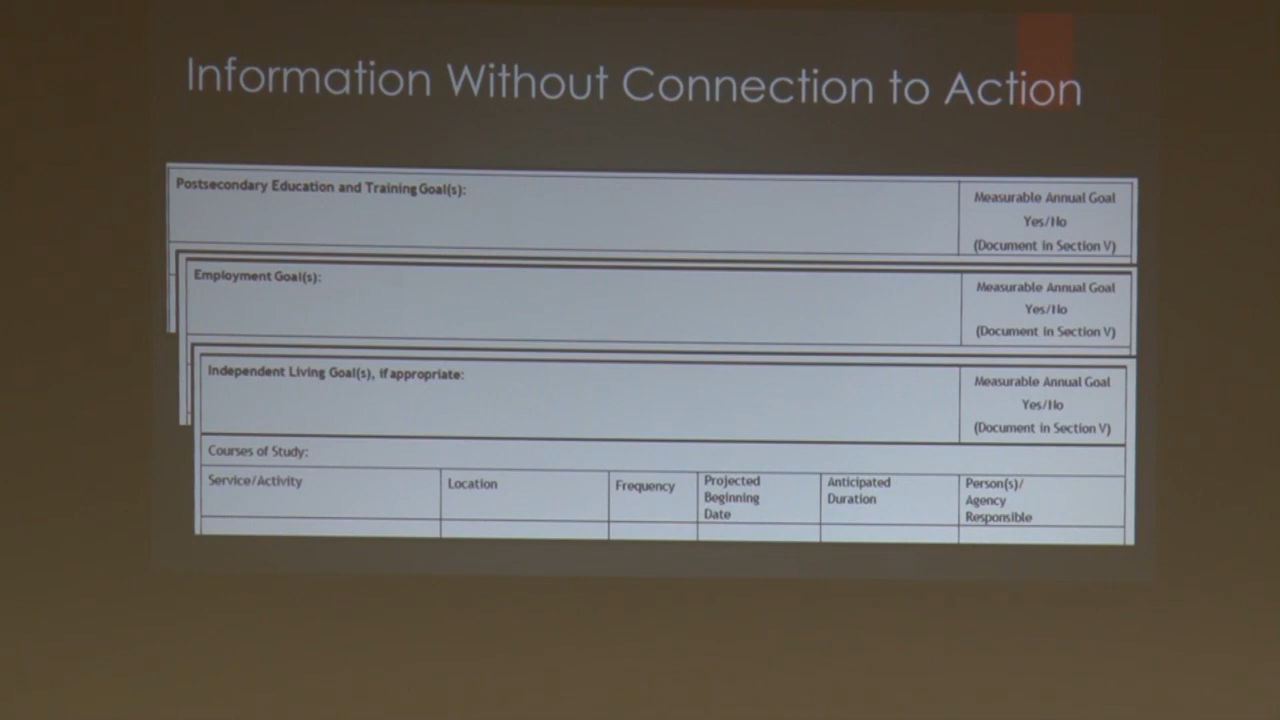 Information Without Connection to Action
Postsecondary Education and Training Goal(s):
Measurable Annual Goal
Yes/No
(Document in Section V)
Employment Goal(s):
Measurable Annual Goal
Yes/No
(Document in Section V)
Independent Living Goal(s), if appropriate:
Measurable Annual Goal
Yes/No
(Document in Section V)
Courses of Study:
Service/Activity
Location
Frequency
Projected
Beginning
Date
Anticipated
Duration
Person(s)/
Agency
Responsible